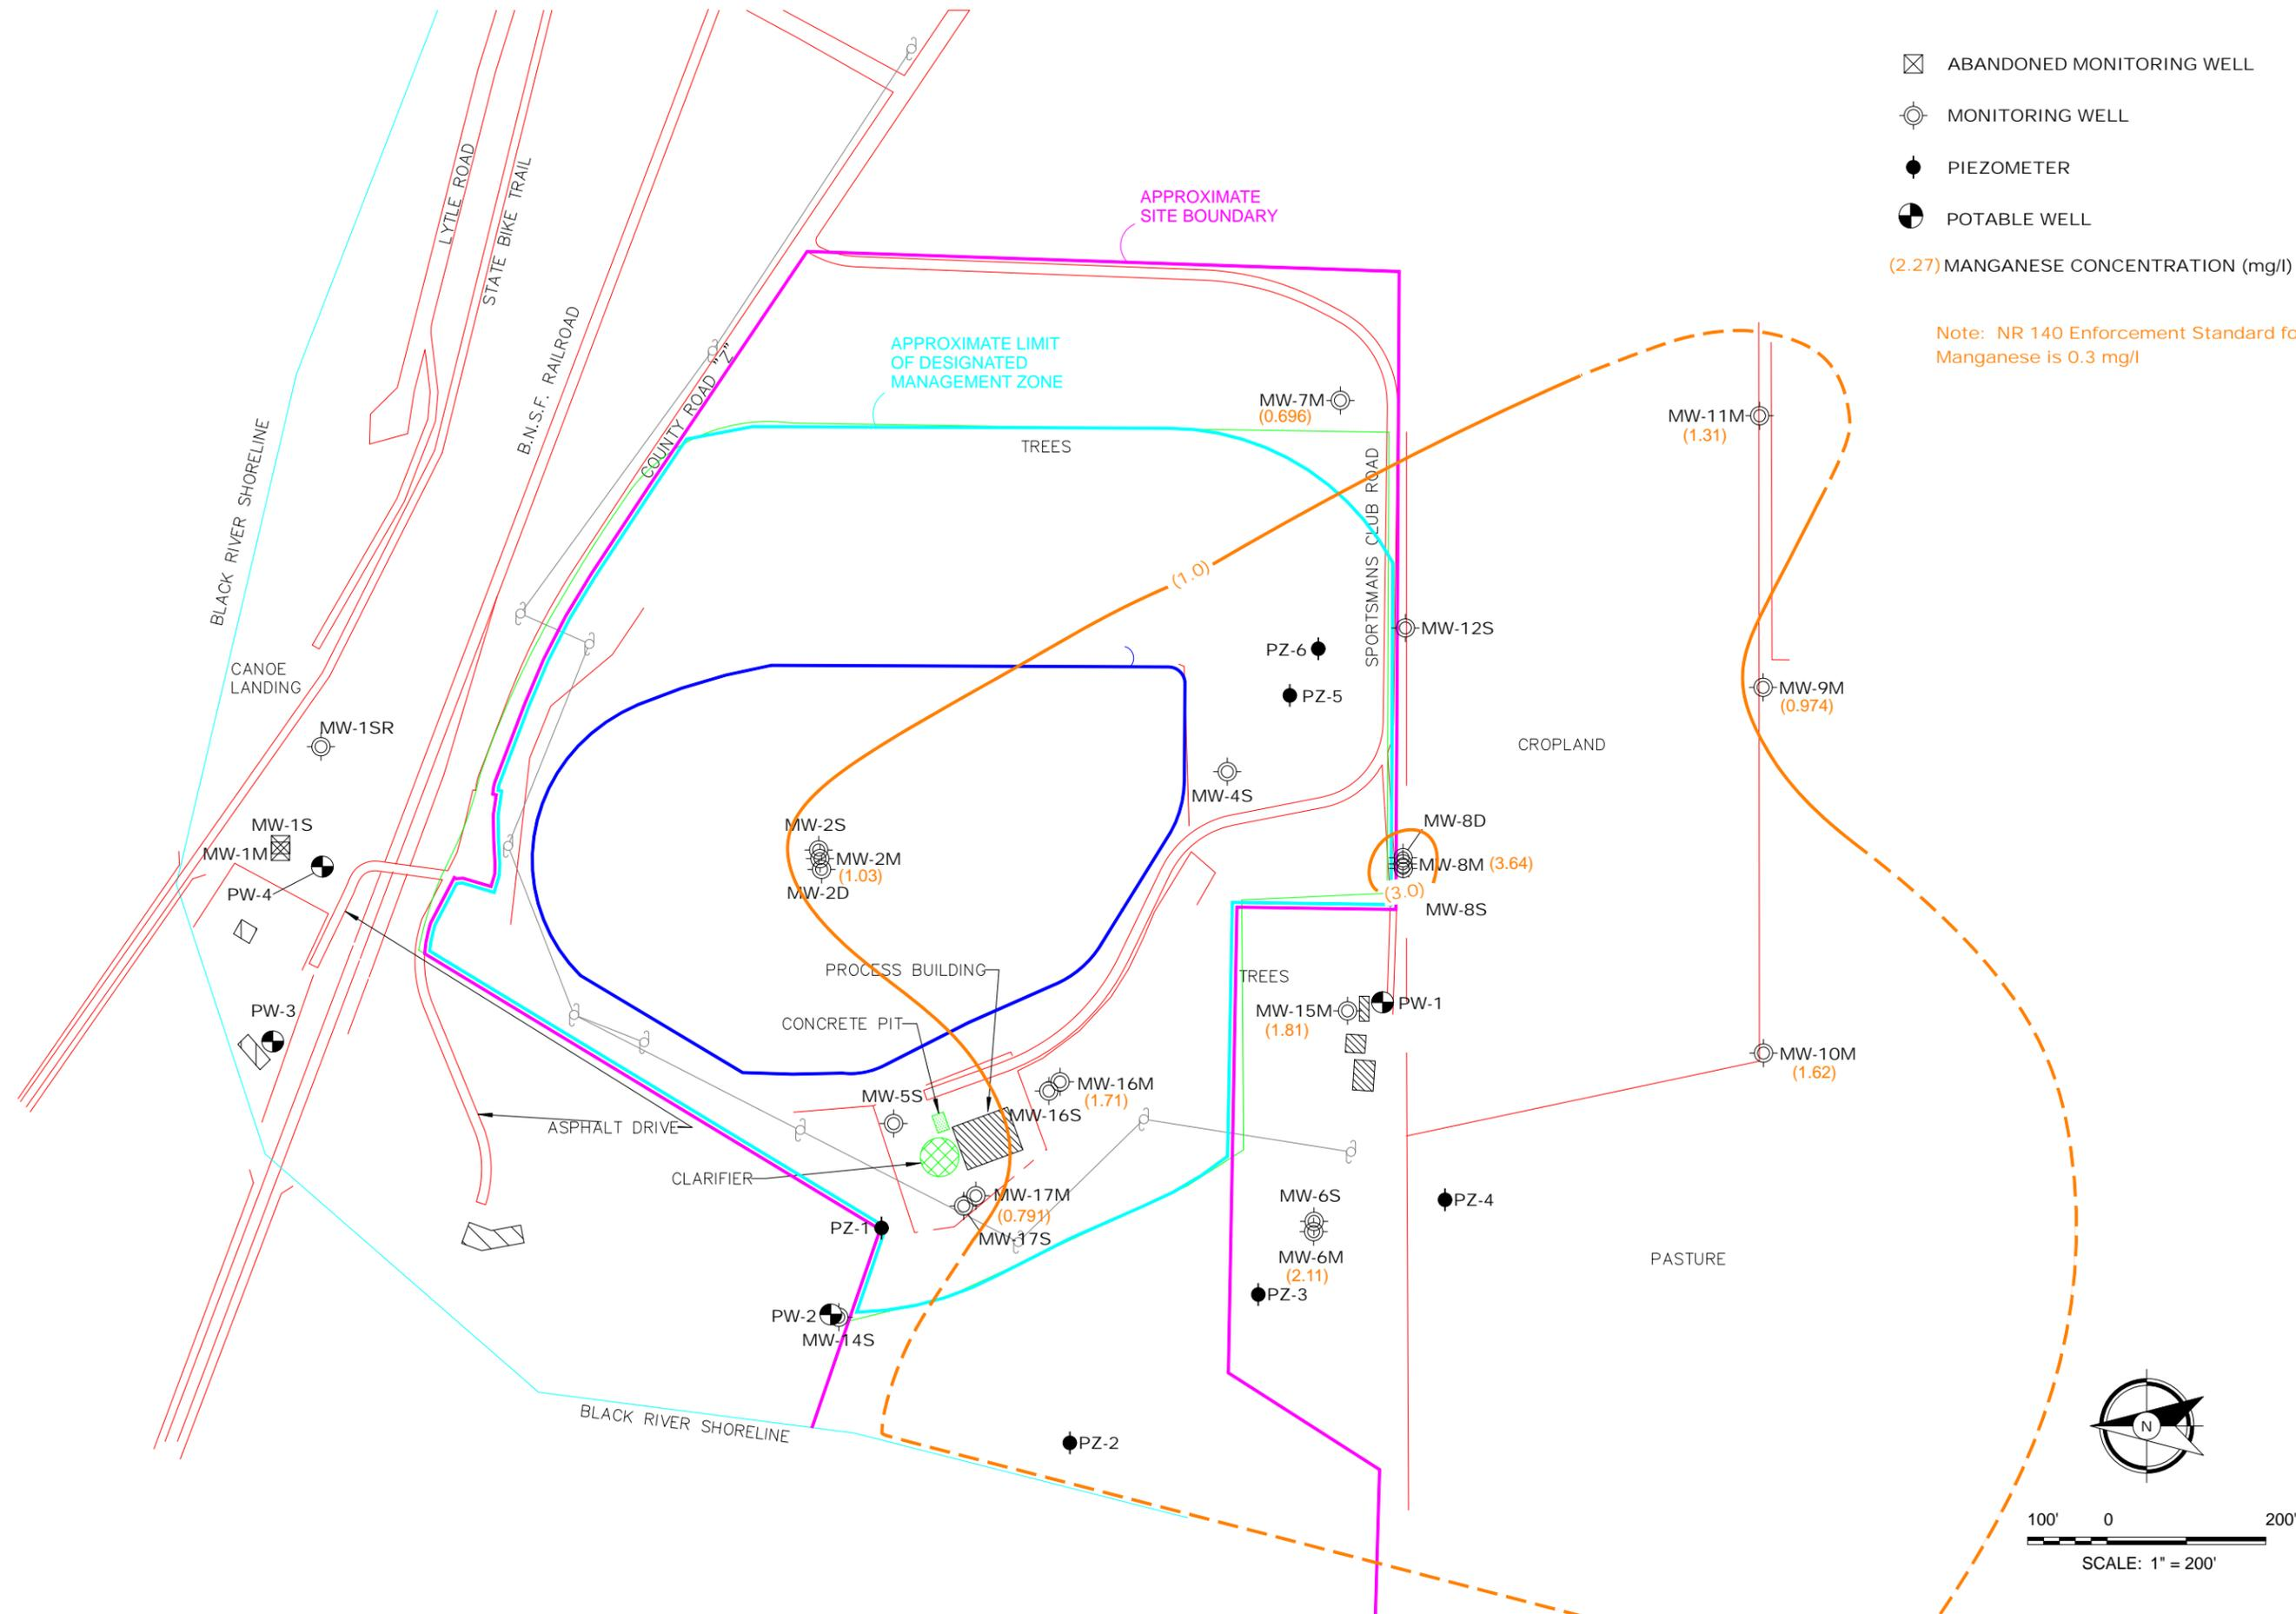 ABANDONED MONITORING WELL
MONITORING WELL
PIEZOMETER
POTABLE WELL
(2.27) MANGANESE CONCENTRATION (mg/l)
Note: NR 140 Enforcement Standard fo
Manganese is 0.3 mg/l
APPROXIMATE
SITE BOUNDARY
LYTLE ROAD
STATE BIKE TRAIL
B.N.S.F. RAILROAD
COUNTY ROAD "Z"
APPROXIMATE LIMIT
OF DESIGNATED
MANAGEMENT ZONE
TREES
MW-7M
(0.696)
MW-11M
(1.31)
BLACK RIVER SHORELINE
SPORTSMANS CLUB ROAD
(1.0)
MW-12S
PZ-6
PZ-5
MW-9M
(0.974)
CANOE
LANDING
MW-1SR
CROPLAND
MW-4S
MW-1S
MW-1M
PW-4
MW-2S
MW-2M
(1.03)
MW-2D
MW-8D
MW-8M (3.64)
(3.0)
MW-8S
PROCESS BUILDING
TREES
PW-3
CONCRETE PIT
MW-15M
(1.81)
PW-1
MW-10M
(1.62)
MW-5S
MW-16M
(1.71)
MW-16S
ASPHALT DRIVE
CLARIFIER
MW-17M
(0.791)
MW-17S
PZ-1
MW-6S
MW-6M
(2.11)
PZ-4
PZ-3
PASTURE
PW-2
MW-14S
BLACK RIVER SHORELINE
PZ-2
N
100' 0 200'
SCALE: 1" = 200'